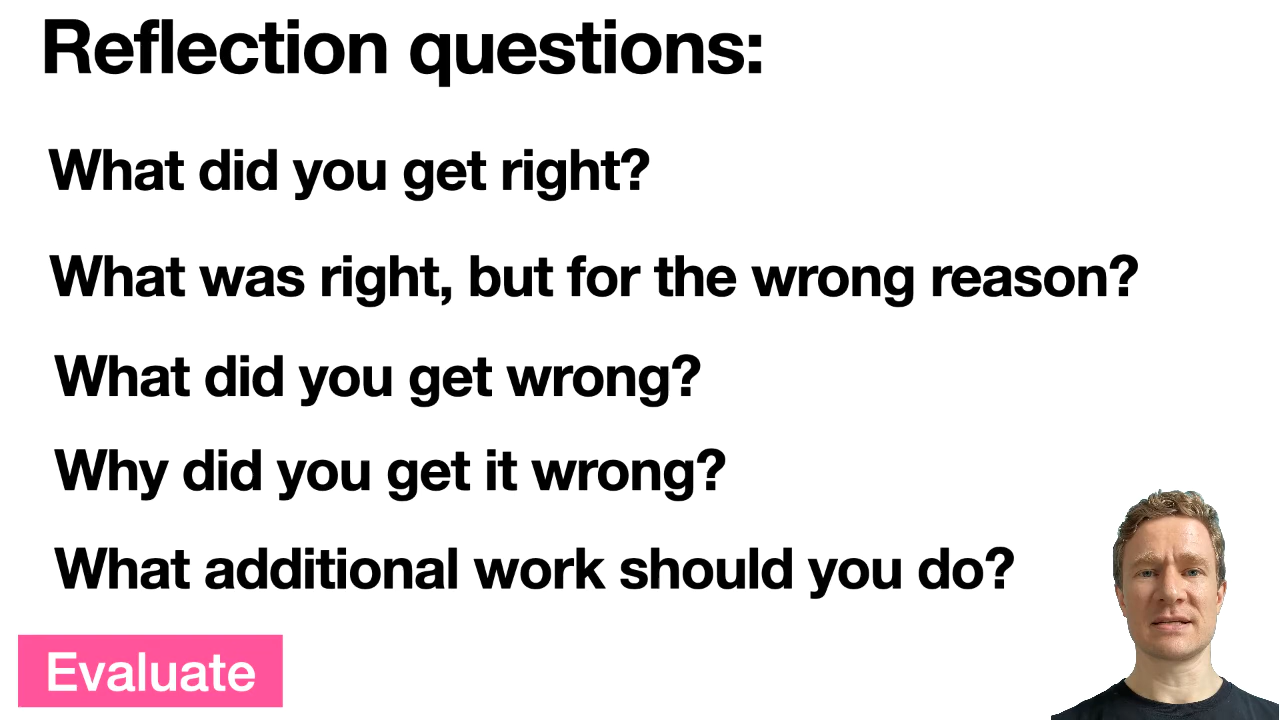 Reflection questions:
What did you get right?
What was right, but for the wrong reason?
What did you get wrong?
Why did you get it wrong?
What additional work should you do?
Evaluate